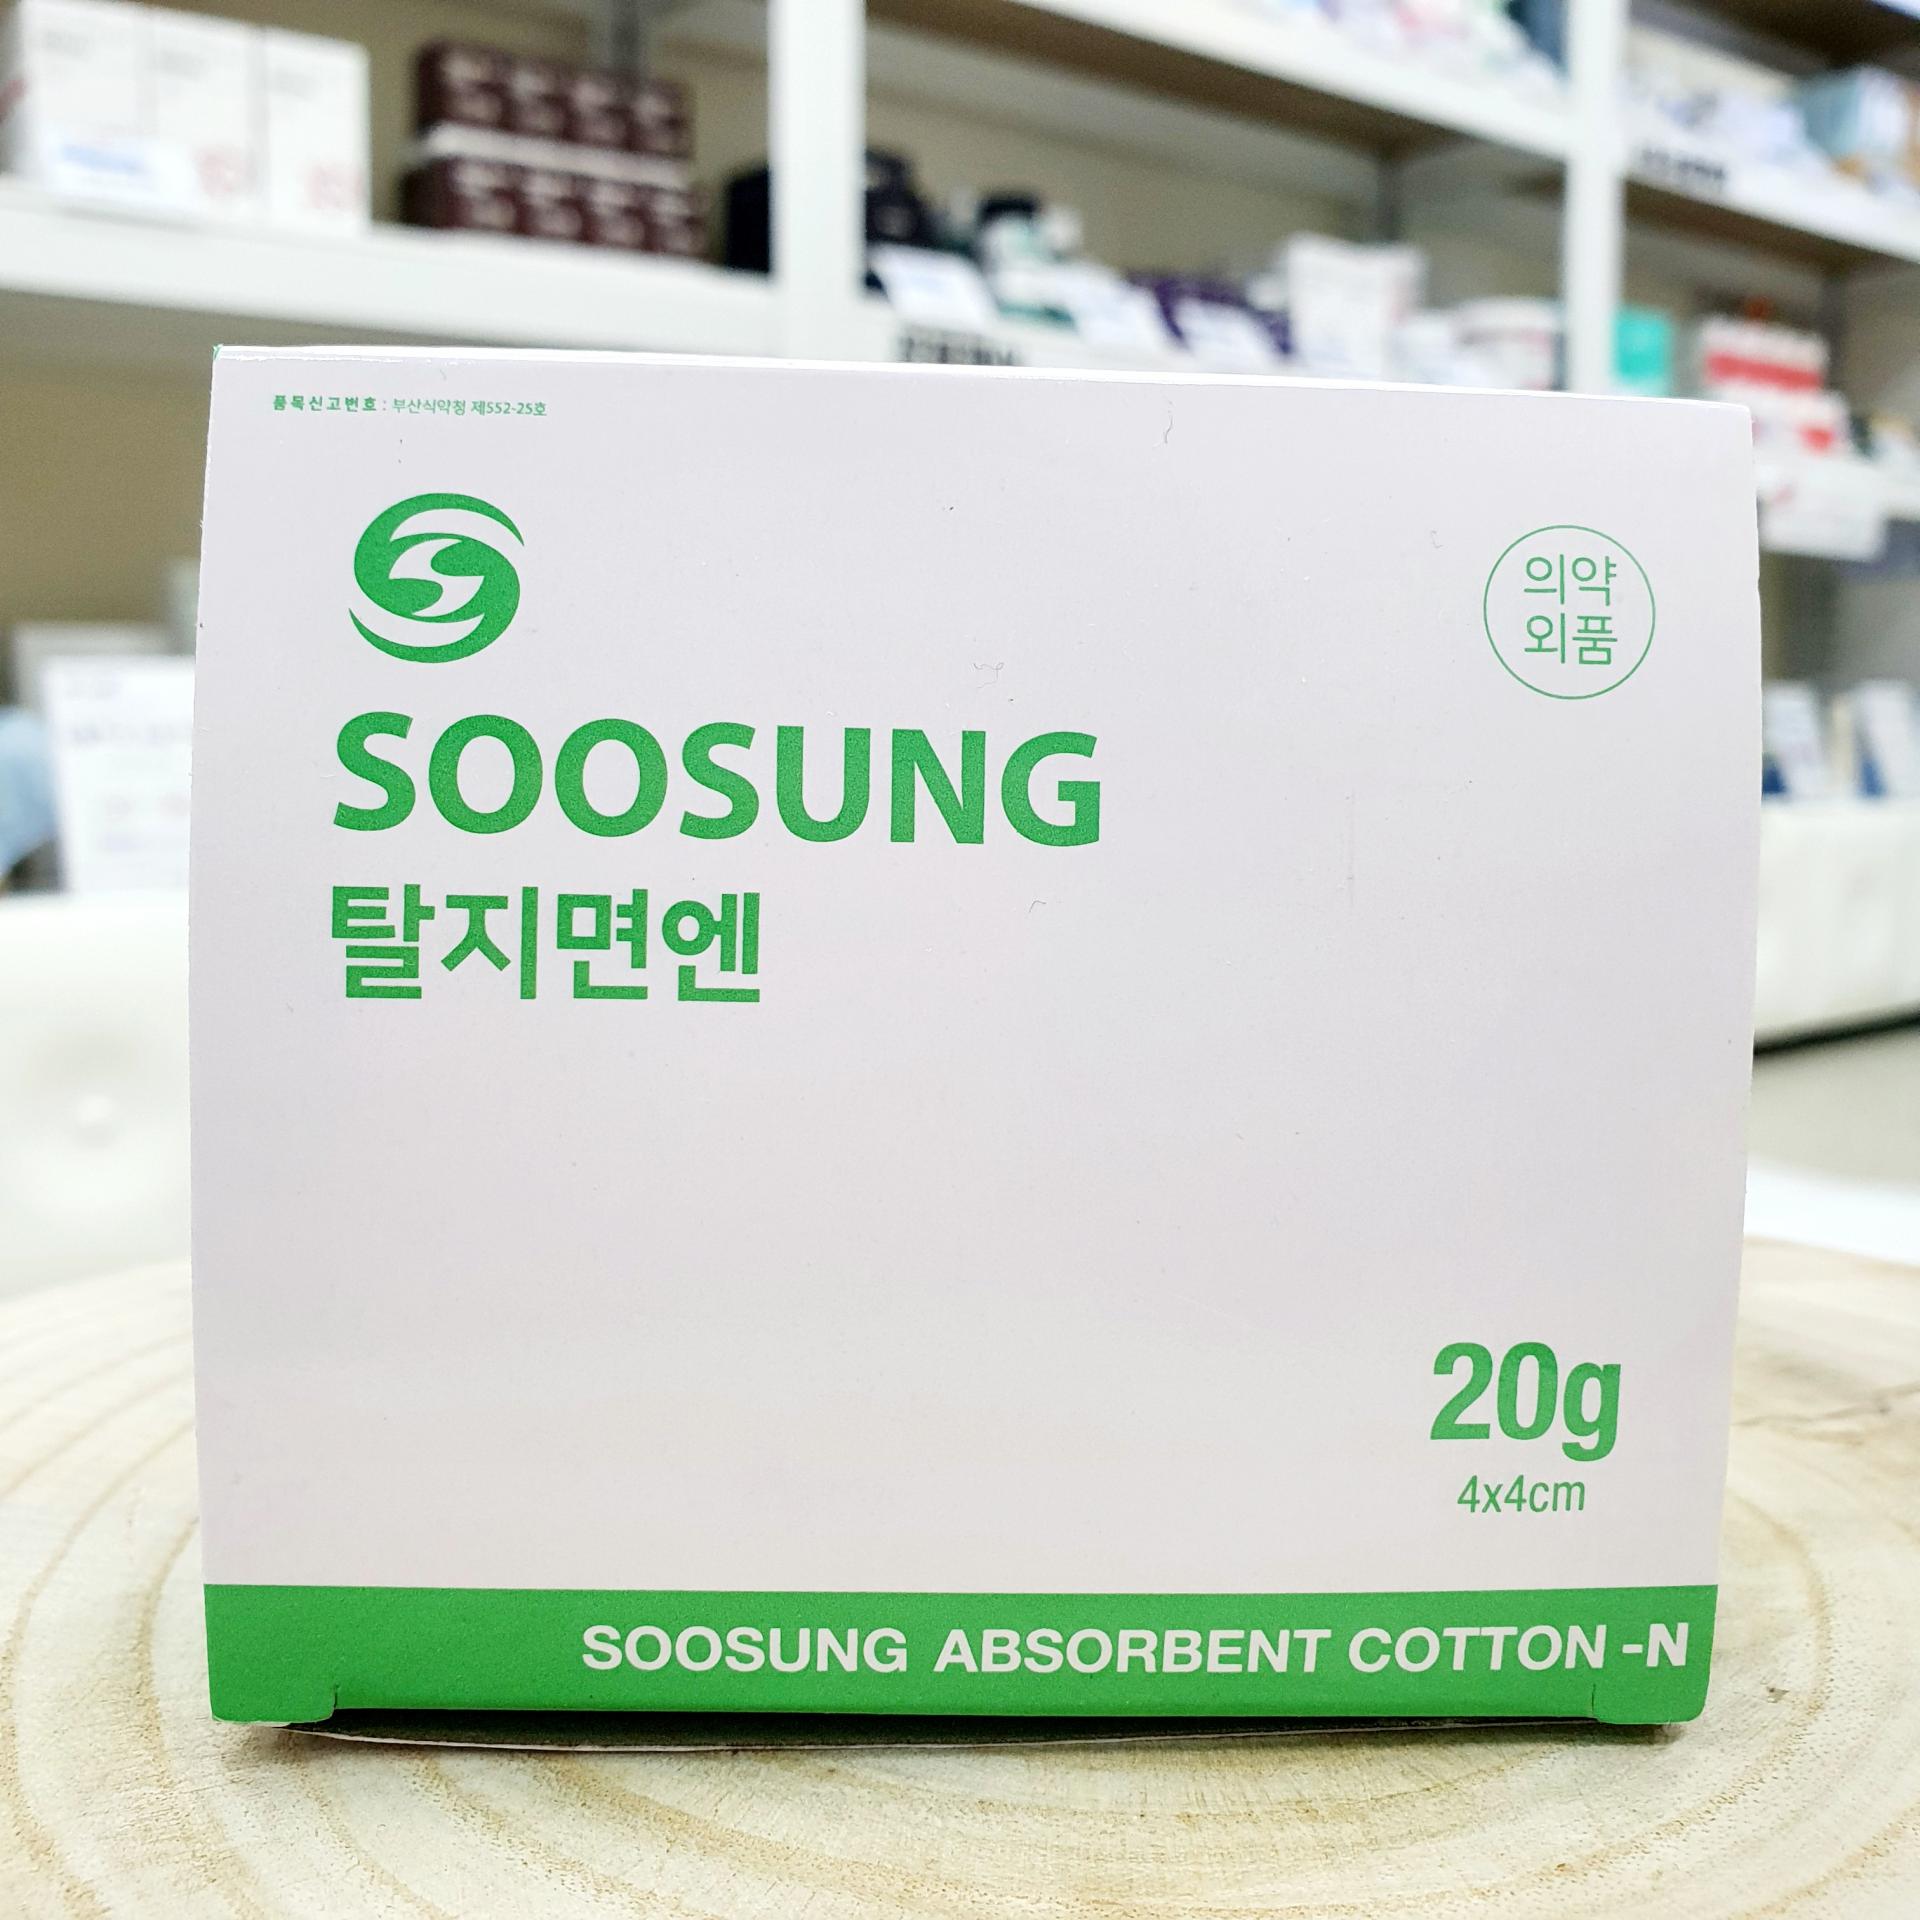 품목신고번호 : 부산식약청 제552-25호
SOOSUNG
탈지면엔
의약
외품
20g
4x4cm
SOOSUNG ABSORBENT COTTON -N